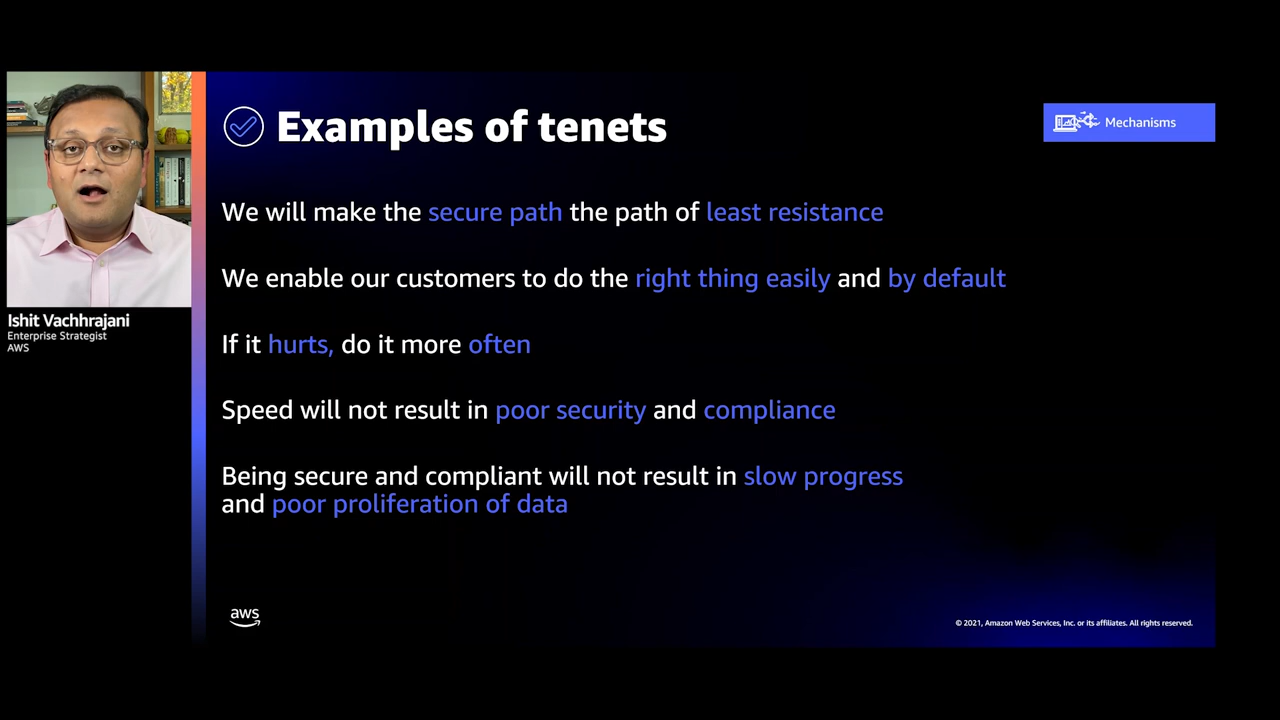 Examples of tenets
Mechanisms
We will make the secure path the path of least resistance
We enable our customers to do the right thing easily and by default
If it hurts, do it more often
Speed will not result in poor security and compliance
Being secure and compliant will not result in slow progress
and poor proliferation of data
Ishit Vachhrajani
Enterprise Strategist
AWS
aws
© 2021, Amazon Web Services, Inc. or its affiliates. All rights reserved.